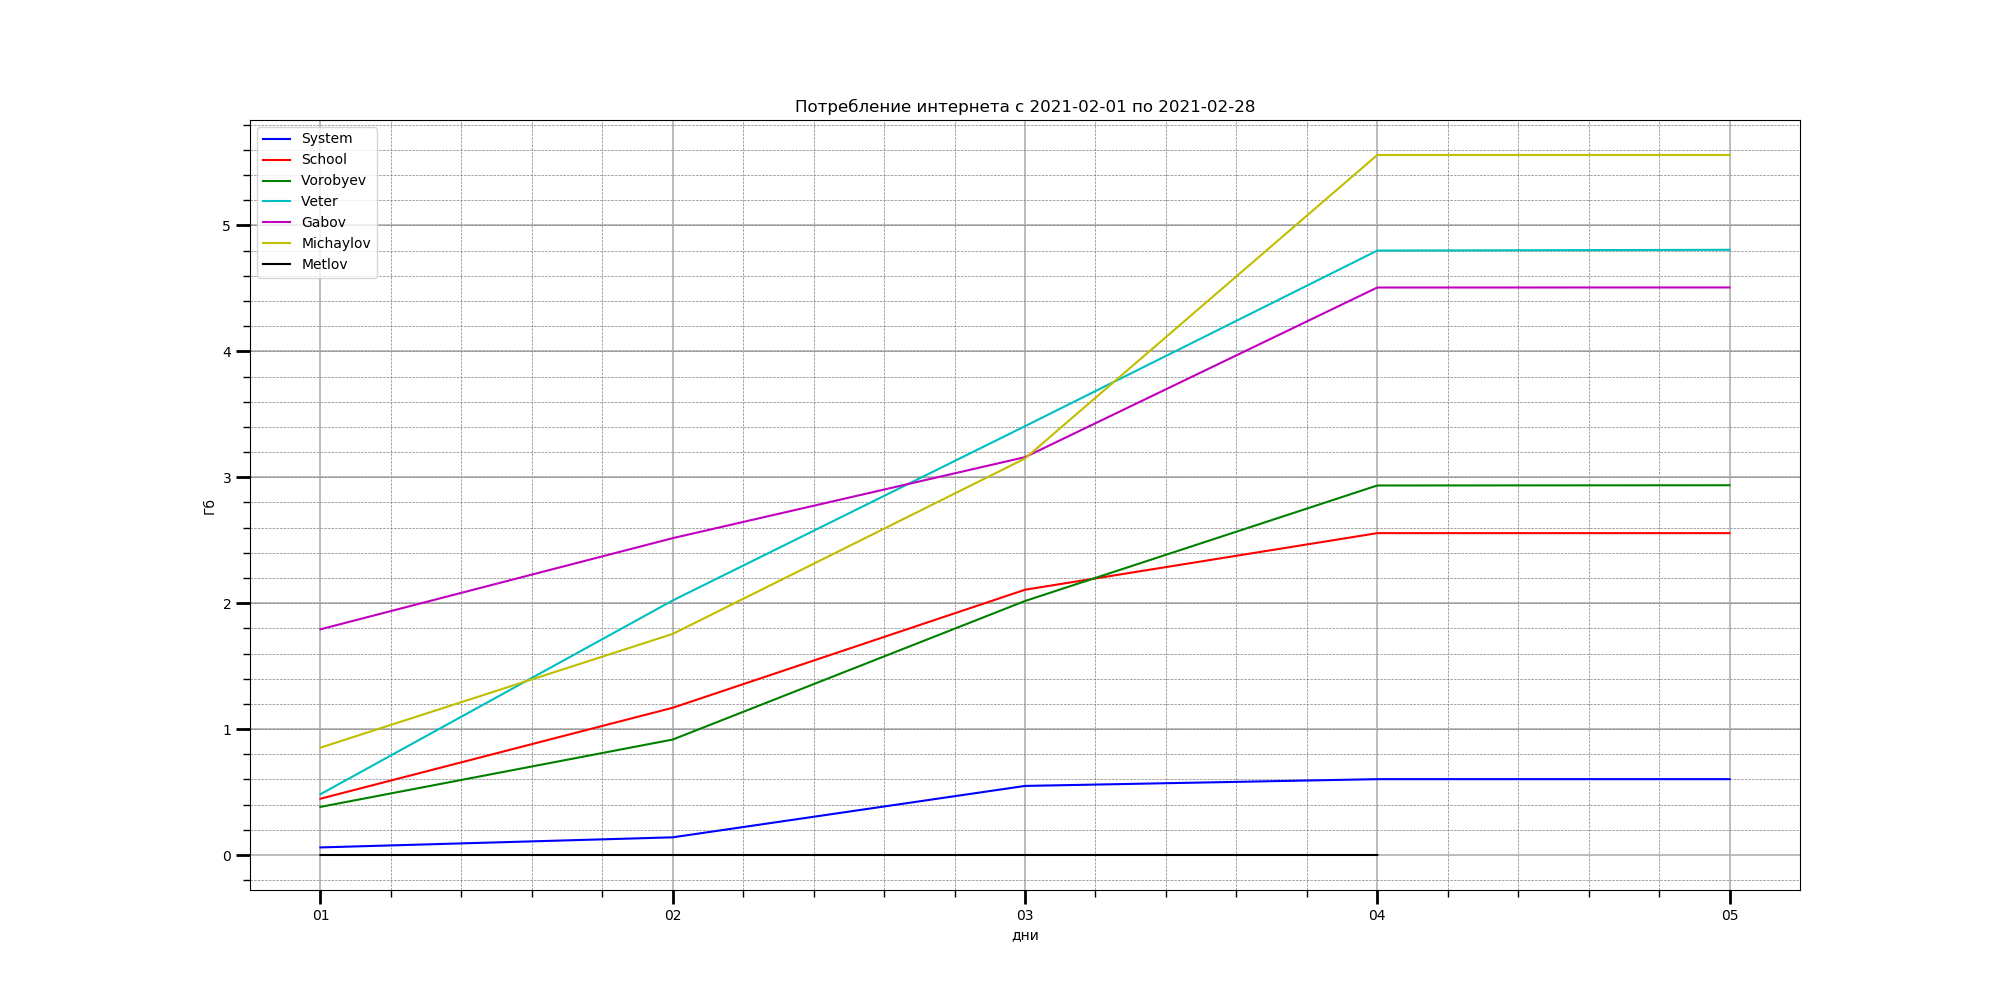 Потребление интернета с 2021-02-01 по 2021-02-28
System
School
Vorobyev
Veter
Gabov
Michaylov
Metlov
5
4
3
2
1
0
Гб
01 02 03 04 05
дни